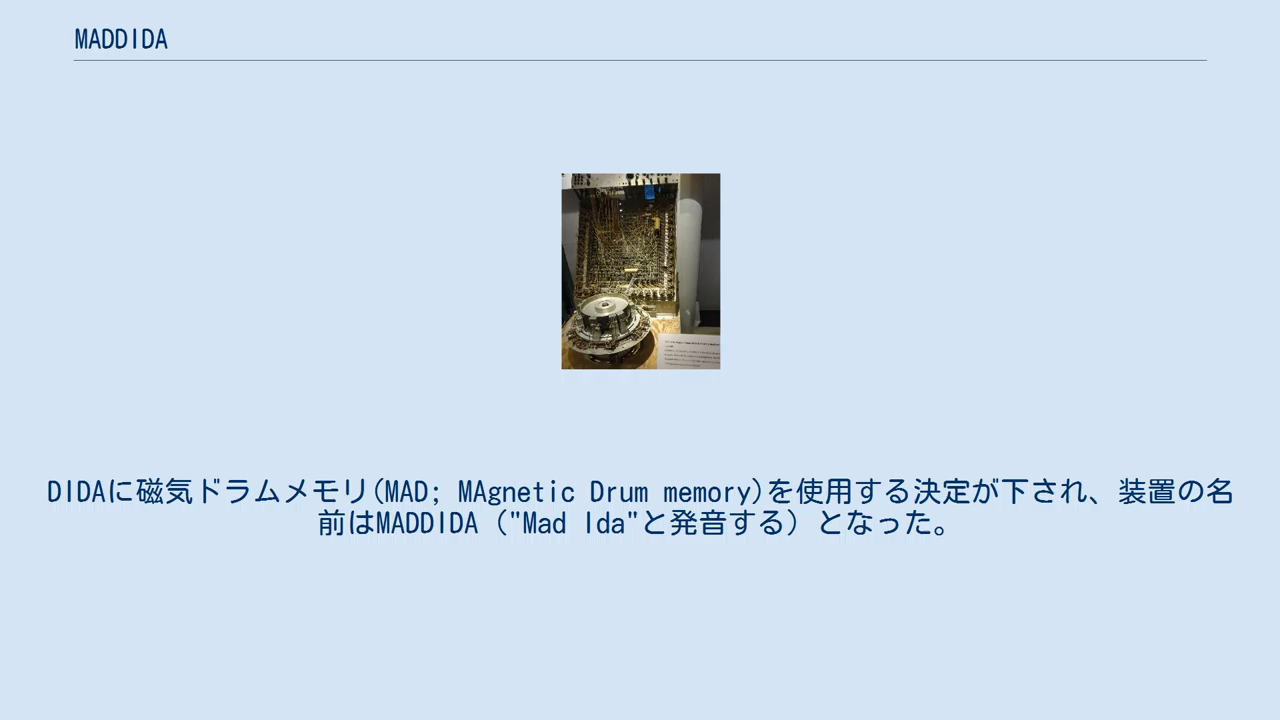 MADDIDA
DIDAに磁気ドラムメモリ(MAD; MAgnetic Drum memory)を使用する決定が下され、装置の名
前はMADDIDA（"Mad Ida"と発音する）となった。